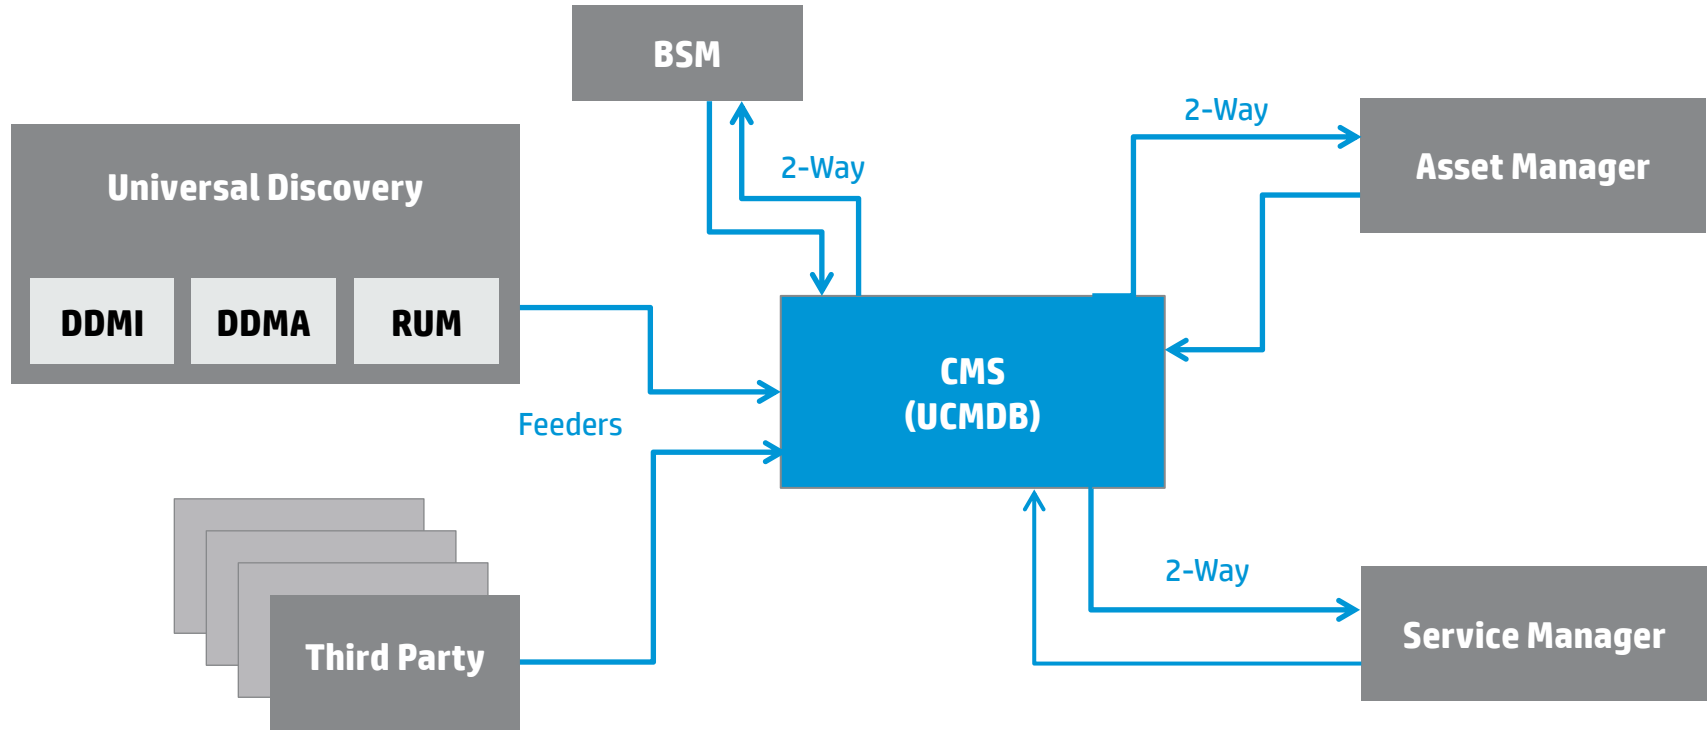 BSM
2-Way
Asset Manager
2-Way
Universal Discovery
DDMI
DDMA
RUM
CMS
(UCMDB)
Feeders
2-Way
Service Manager
Third Party